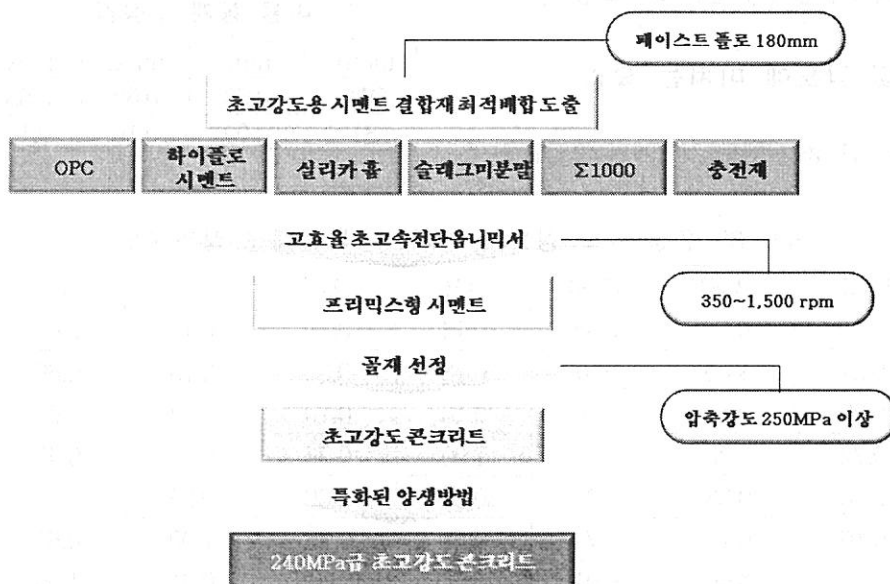 페이스트 플로 180mm
초고강도용 시멘트 결합재 최적배합 도출
OPC
하이플로
시멘트
실리카 흄
슬래그미분말
Σ1000
충전재
고효율 초고속전단옴니믹서
프리믹스형 시멘트
350~1,500 rpm
골재 선정
압축강도 250MPa 이상
초고강도 콘크리트
특화된 양생방법
240MPa급 초고강도 콘크리트